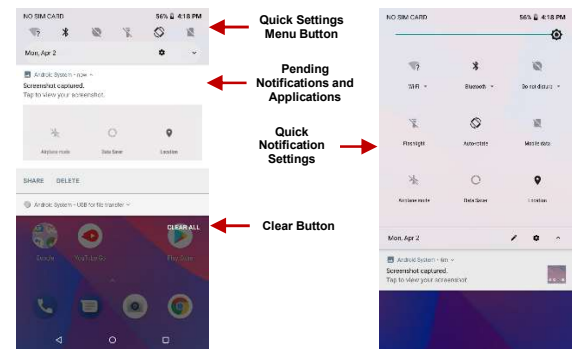 NO SIM CARD 56% 4:18 PM
Mon, Apr 2
Android System • now
Screenshot captured.
Tap to view your screenshot.
Airplane mode Data Saver Location
SHARE DELETE
Android System • USB for file transfer
CLEAR ALL
Google YouTube Go Play Store
Quick Settings
Menu Button
Pending
Notifications and
Applications
Quick
Notification
Settings
Clear Button
NO SIM CARD 56% 4:18 PM
Wi-Fi Bluetooth Do not disturb
Flashlight Auto-rotate Mobile data
Airplane mode Data Saver Location
Mon, Apr 2
Android System • 6m
Screenshot captured.
Tap to view your screenshot.